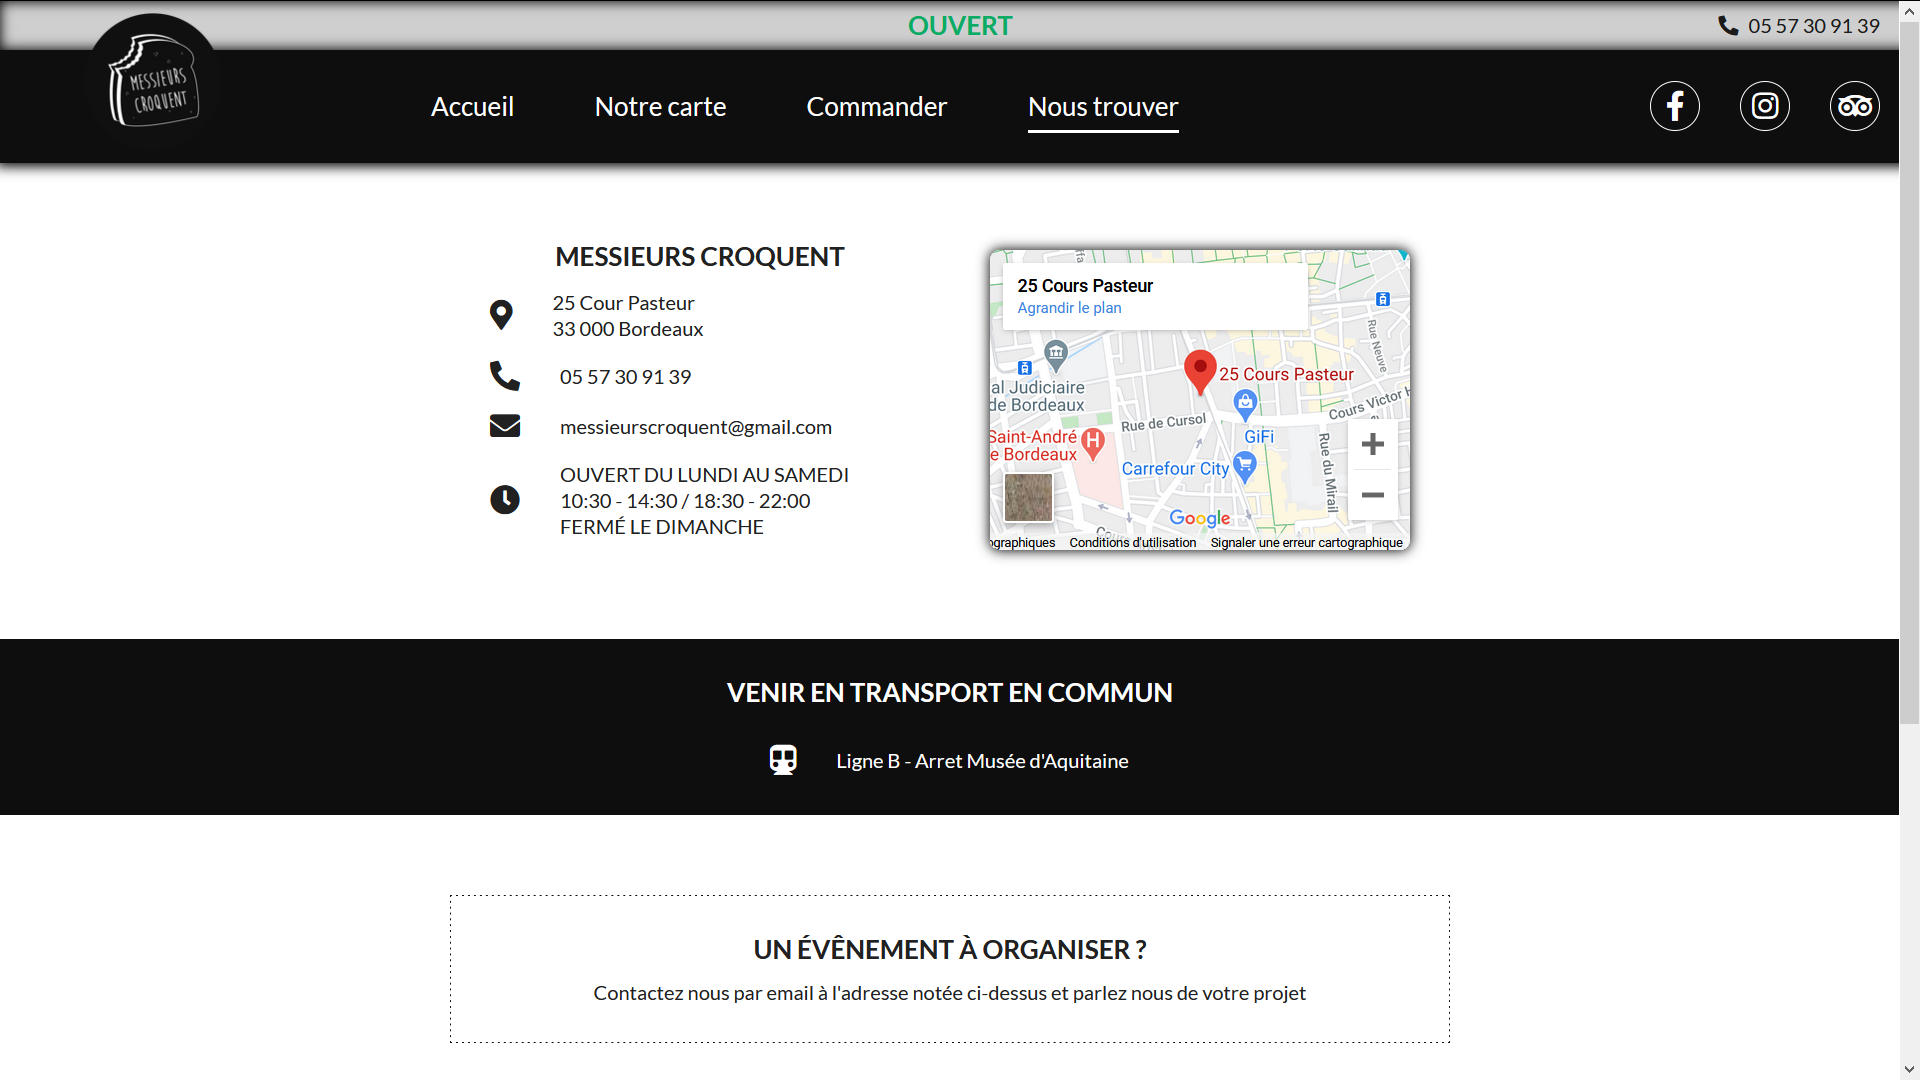 OUVERT
05 57 30 91 39
MESSIEURS
CROQUENT
Accueil
Notre carte
Commander
Nous trouver
MESSIEURS CROQUENT
25 Cour Pasteur
33 000 Bordeaux
05 57 30 91 39
messieurscroquent@gmail.com
OUVERT DU LUNDI AU SAMEDI
10:30 - 14:30 / 18:30 - 22:00
FERMÉ LE DIMANCHE
25 Cours Pasteur
Agrandir le plan
Rue Neuve
25 Cours Pasteur
al Judiciaire
de Bordeaux
Cours Victor H
Rue de Cursol
GiFi
Saint-André
e Bordeaux
Rue du Mirail
Carrefour City
Google
ographiques
Conditions d'utilisation
Signaler une erreur cartographique
VENIR EN TRANSPORT EN COMMUN
Ligne B - Arret Musée d'Aquitaine
UN ÉVÊNEMENT À ORGANISER ?
Contactez nous par email à l'adresse notée ci-dessus et parlez nous de votre projet